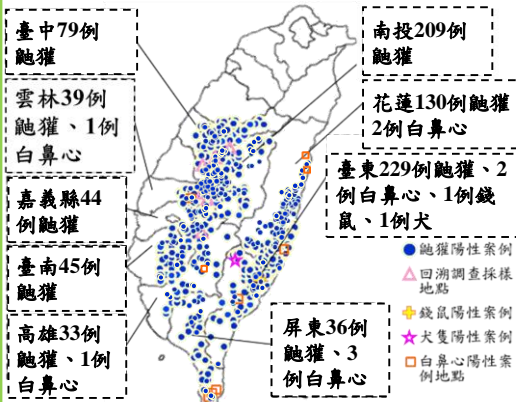 臺中79例
鼬獾
南投209例
鼬獾
雲林39例
鼬獾、1例
白鼻心
花蓮130例鼬獾
2例白鼻心
臺東229例鼬獾、2
例白鼻心、1例錢
鼠、1例犬
嘉義縣44
例鼬獾
臺南45例
鼬獾
高雄33例
鼬獾、1例
白鼻心
屏東36例
鼬獾、3
例白鼻心
鼬獾陽性案例
回溯調查採樣
地點
錢鼠陽性案例
犬隻陽性案例
白鼻心陽性案
例地點